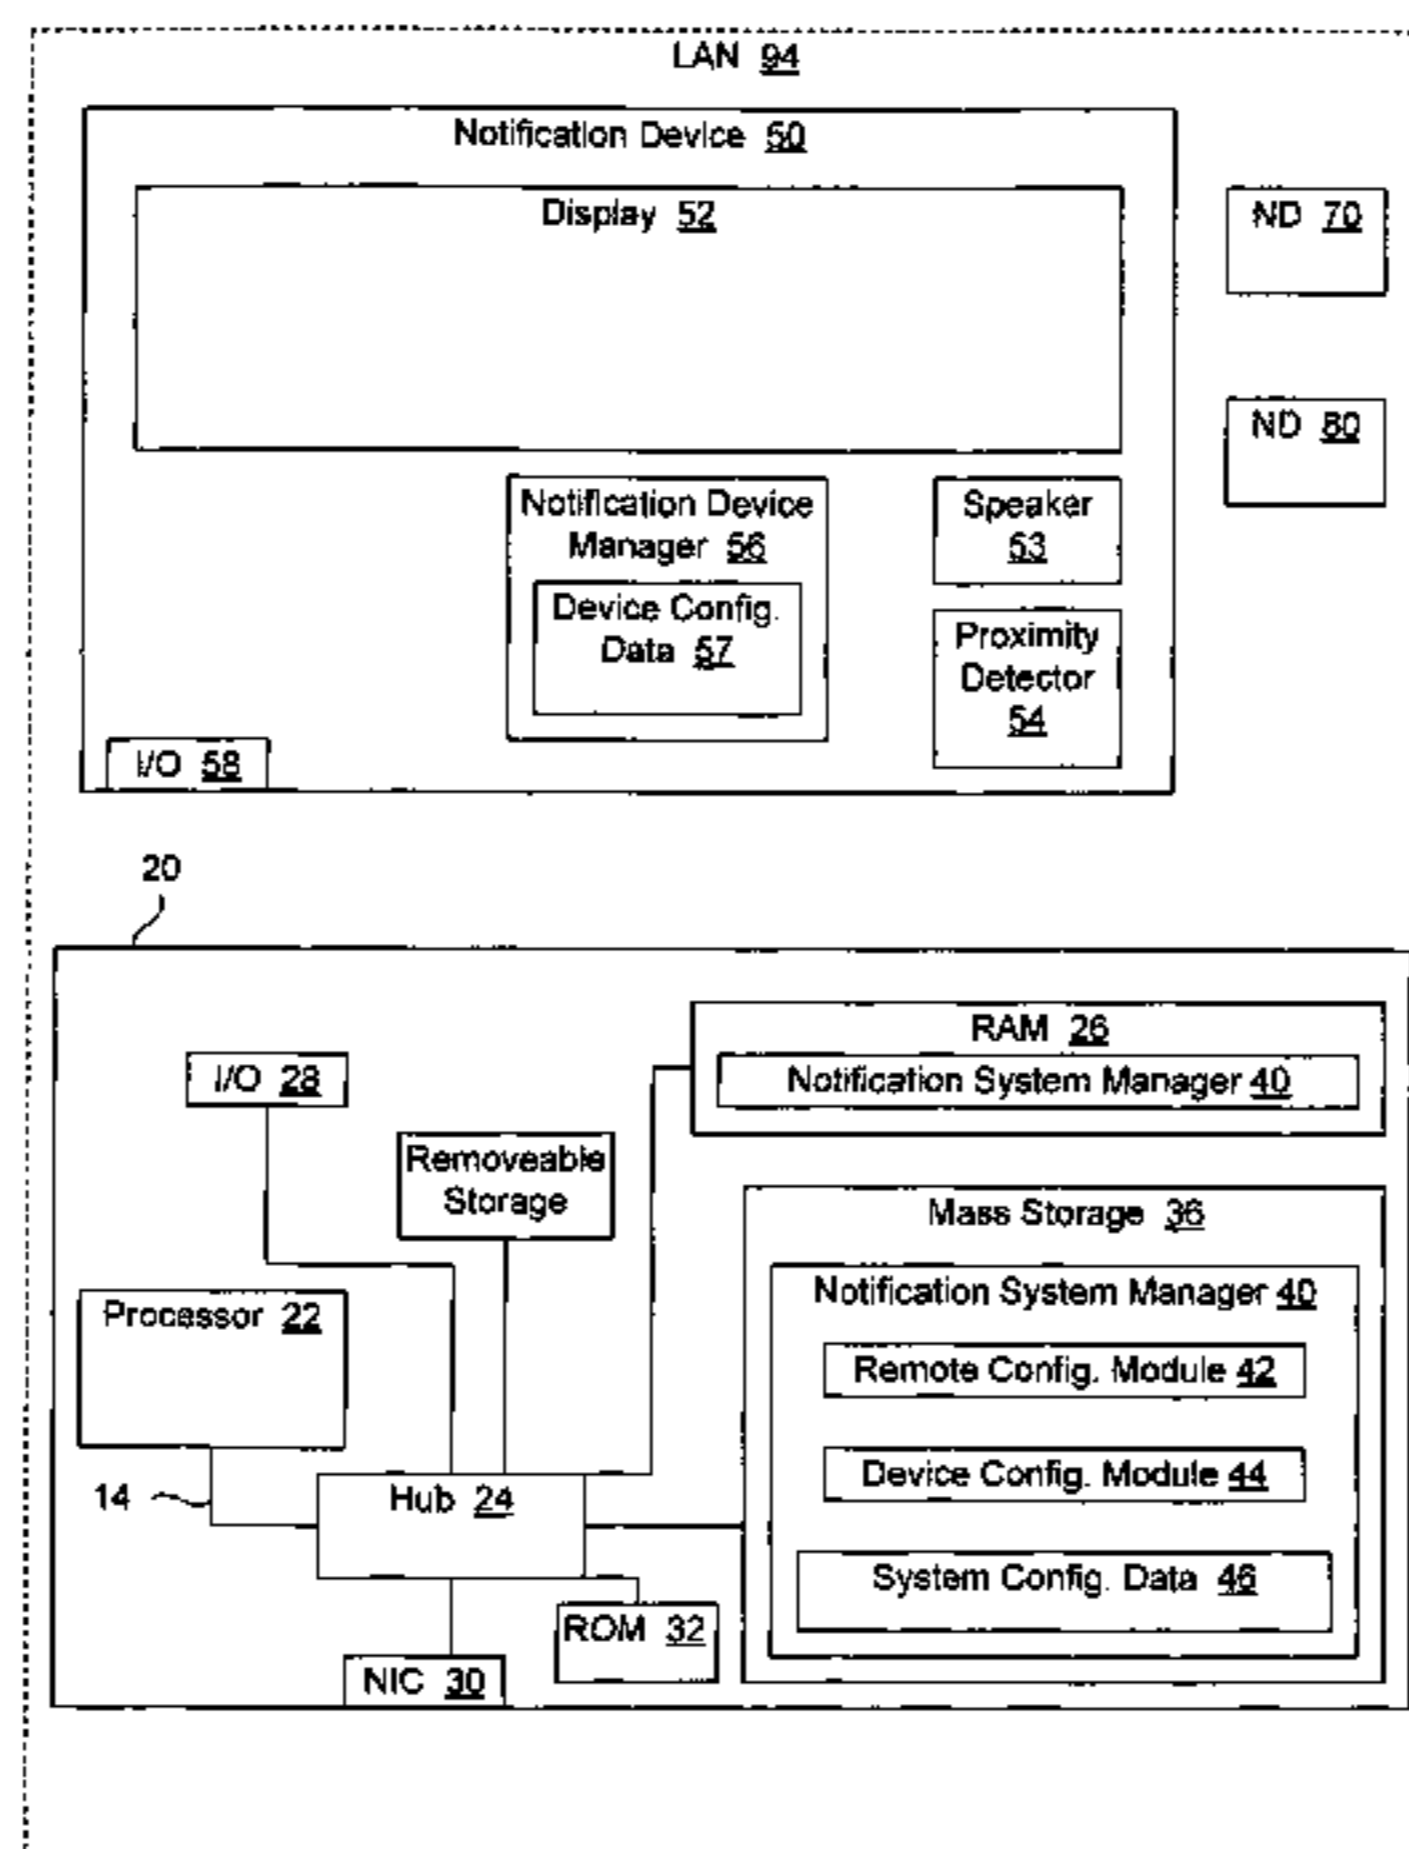 LAN 94
Notification Device 50
Display 52
ND 70
ND 80
Notification Device
Manager 56
Device Config.
Data 57
Speaker
53
Proximity
Detector
54
I/O 58
20
RAM 26
Notification System Manager 40
I/O 28
Removeable
Storage
Mass Storage 36
Notification System Manager 40
Remote Config. Module 42
Device Config. Module 44
System Config. Data 46
Processor 22
14
Hub 24
ROM 32
NIC 30